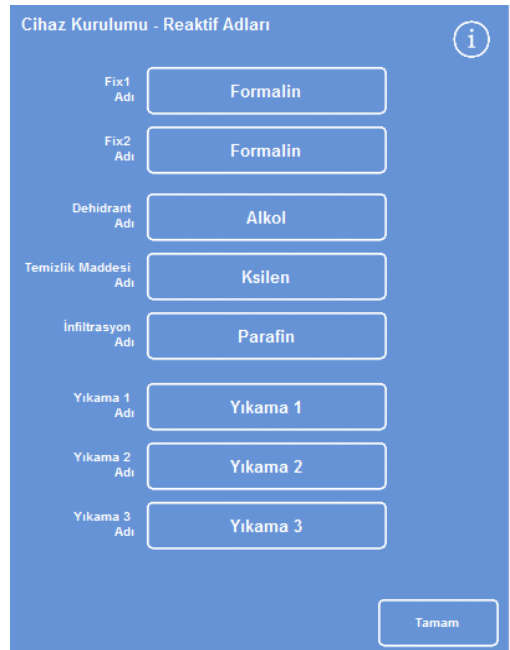 Cihaz Kurulumu - Reaktif Adları
i
Fix1
Adı
Formalin
Fix2
Adı
Formalin
Dehidrant
Adı
Alkol
Temizlik Maddesi
Adı
Ksilen
İnfiltrasyon
Adı
Parafin
Yıkama 1
Adı
Yıkama 1
Yıkama 2
Adı
Yıkama 2
Yıkama 3
Adı
Yıkama 3
Tamam